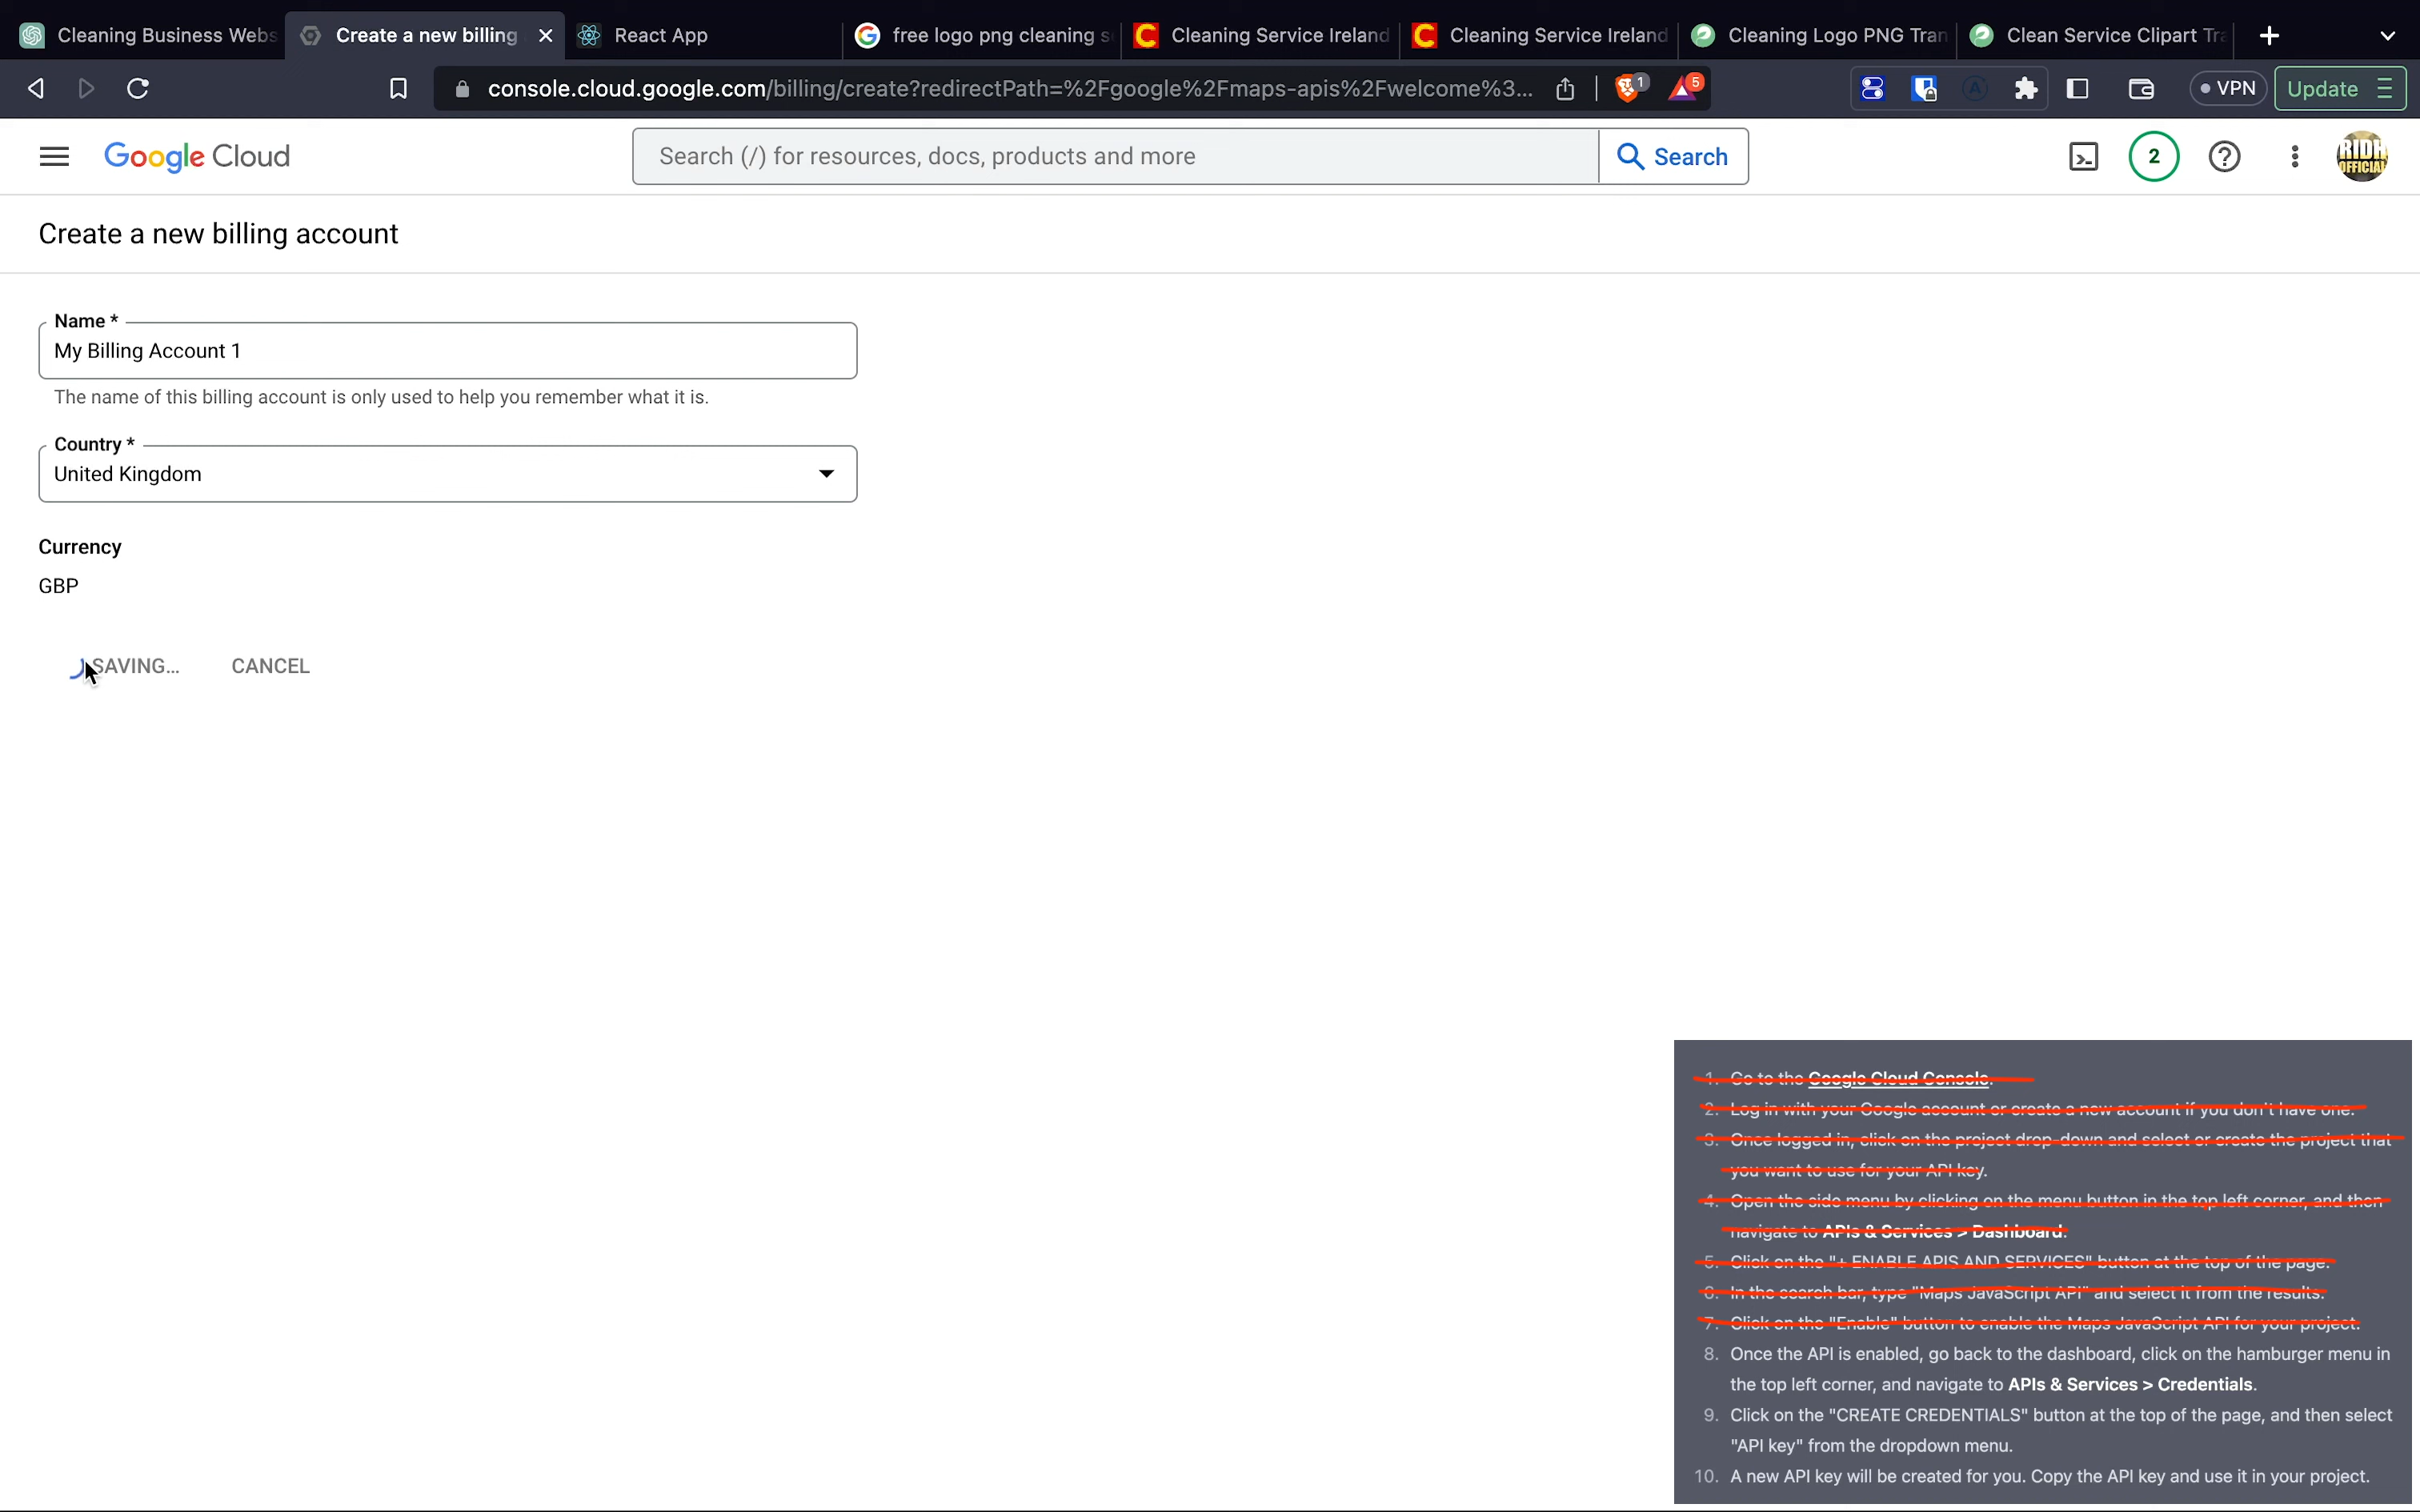 Cleaning Business Webs
Create a new billing
React App
free logo png cleaning s
Cleaning Service Ireland
Cleaning Service Ireland
Cleaning Logo PNG Tran
Clean Service Clipart Tra
console.cloud.google.com/billing/create?redirectPath=%2Fgoogle%2Fmaps-apis%2Fwelcome%3...
1
5
VPN
Update
Google Cloud
Search (/) for resources, docs, products and more
Search
2
RIDH
OFFICIAL
Create a new billing account
Name *
My Billing Account 1
The name of this billing account is only used to help you remember what it is.
Country *
United Kingdom
Currency
GBP
SAVING...
CANCEL
1. Go to the Google Cloud Console.
2. Log in with your Google account or create a new account if you don't have one.
3. Once logged in, click on the project drop-down and select or create the project that
you want to use for your API key.
4. Open the side menu by clicking on the menu button in the top left corner, and then
navigate to APIs & Services > Dashboard.
5. Click on the "+ ENABLE APIS AND SERVICES" button at the top of the page.
6. In the search bar, type "Maps JavaScript API" and select it from the results.
7. Click on the "Enable" button to enable the Maps JavaScript API for your project.
8. Once the API is enabled, go back to the dashboard, click on the hamburger menu in
the top left corner, and navigate to APIs & Services > Credentials.
9. Click on the "CREATE CREDENTIALS" button at the top of the page, and then select
"API key" from the dropdown menu.
10. A new API key will be created for you. Copy the API key and use it in your project.